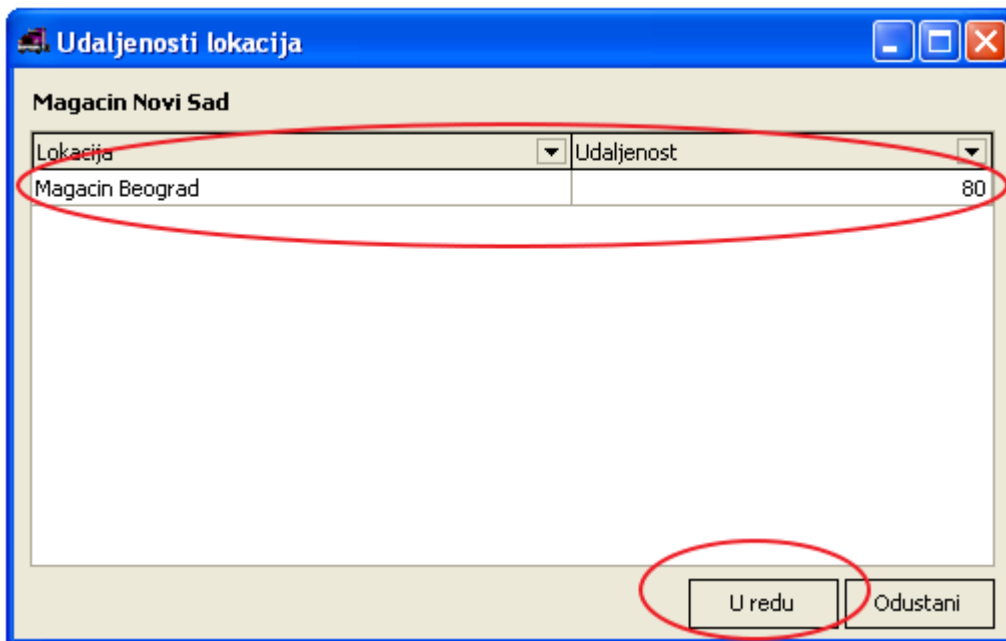 Udaljenosti lokacija
Magacin Novi Sad
Lokacija Udaljenost
Magacin Beograd 80
U redu Odustani